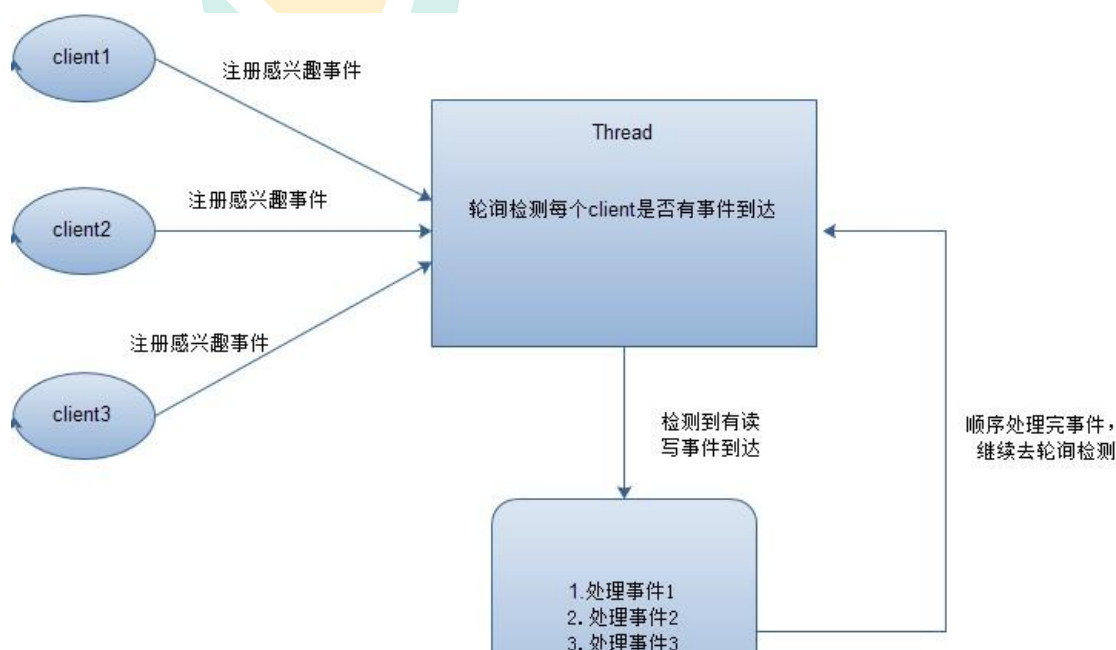 client1
注册感兴趣事件
Thread
注册感兴趣事件
轮询检测每个client是否有事件到达
client2
注册感兴趣事件
client3
检测到有读
写事件到达
顺序处理完事件，
继续去轮询检测
1.处理事件1
2.处理事件2
3.处理事件3